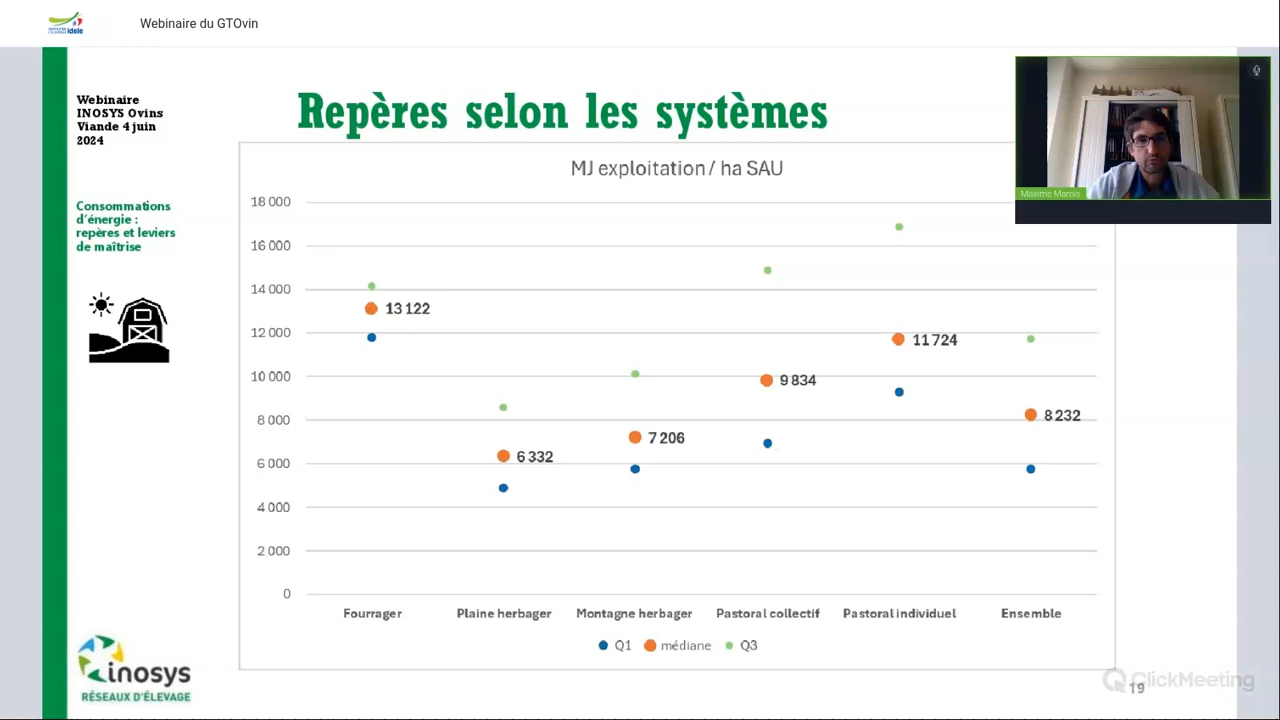 idele
Webinaire du GTOvin
Webinaire
INOSYS Ovins
Viande 4 juin
2024
Repères selon les systèmes
Maxime Marois
Consommations
d'énergie :
repères et leviers
de maîtrise
MJ exploitation / ha SAU
18 000
16 000
14 000
12 000
10 000
8 000
6 000
4 000
2 000
0
13 122
6 332
7 206
9 834
11 724
8 232
Fourrager
Plaine herbager
Montagne herbager
Pastoral collectif
Pastoral individuel
Ensemble
Q1
médiane
Q3
inosys
RÉSEAUX D'ÉLEVAGE
ClickMeeting
19